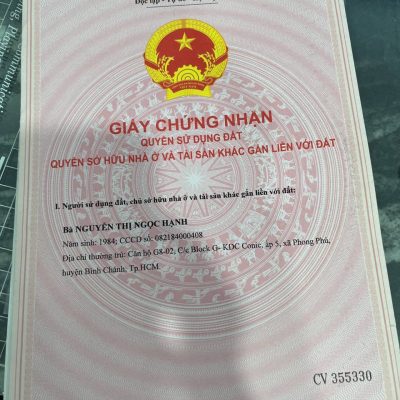 GIẤY CHỨNG NHẬN
QUYỀN SỬ DỤNG ĐẤT
QUYỀN SỞ HỮU NHÀ Ở VÀ TÀI SẢN KHÁC GẮN LIỀN VỚI ĐẤT
I. Người sử dụng đất, chủ sở hữu nhà ở và tài sản khác gắn liền với đất:
Bà NGUYỄN THỊ NGỌC HẠNH
Năm sinh: 1984; CCCD số: 082184000408
Địa chỉ thường trú: Căn hộ G8-02, C/c Block G- KDC Conic, ấp 5, xã Phong Phú,
huyện Bình Chánh, Tp.HCM
CV 355330